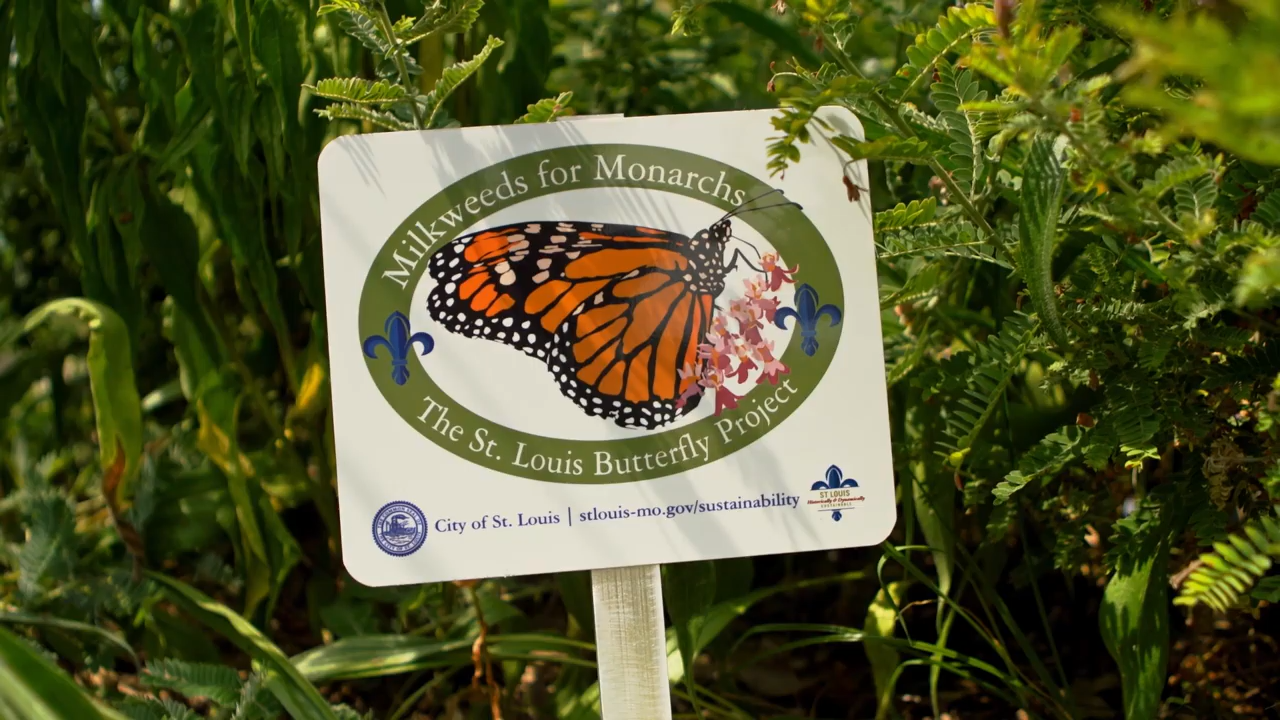 Milkweeds for Monarchs
The St. Louis Butterfly Project
City of St. Louis | stlouis-mo.gov/sustainability
ST LOUIS